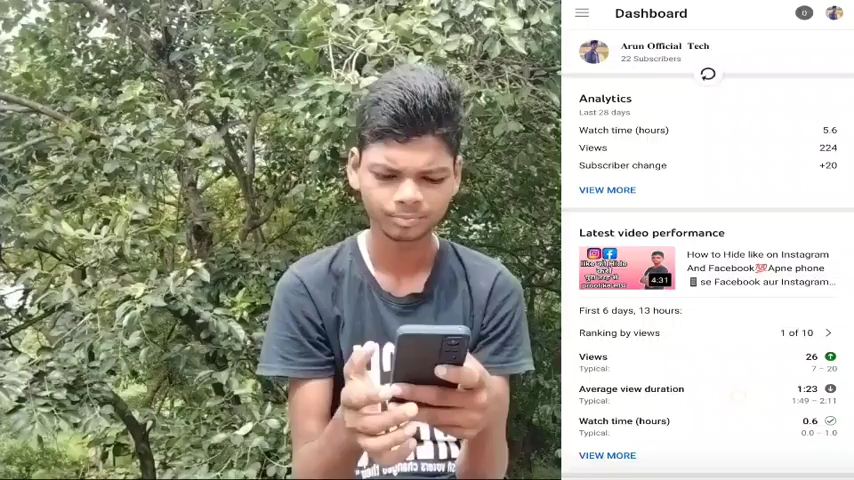 Dashboard
0
Arun Official Tech
22 Subscribers
Analytics
Last 28 days
Watch time (hours) 5.6
Views 224
Subscriber change +20
VIEW MORE
Latest video performance
4:31
How to Hide like on Instagram
And Facebook💯Apne phone
📱se Facebook aur Instagram...
First 6 days, 13 hours:
Ranking by views 1 of 10
Views 26
Typical: 7 – 20
Average view duration 1:23
Typical: 1:49 – 2:11
Watch time (hours) 0.6
Typical: 0.0 – 1.0
VIEW MORE